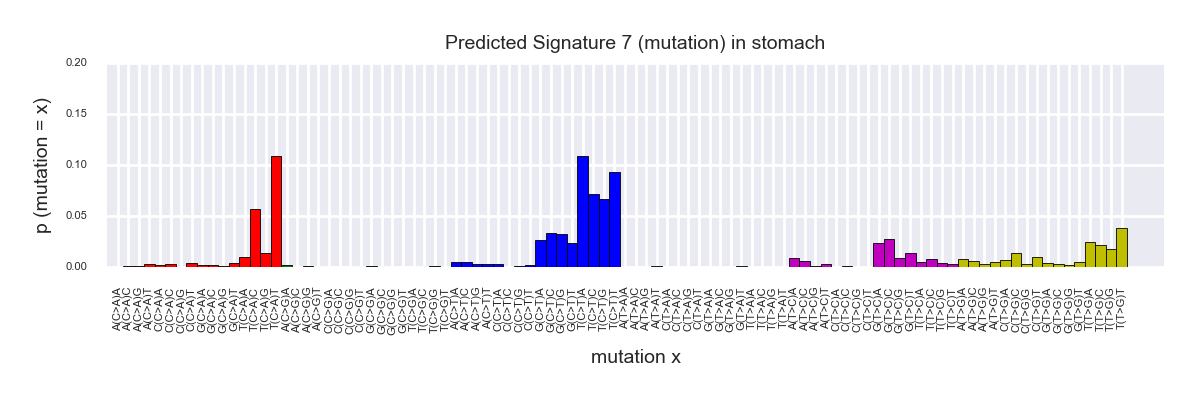 Predicted Signature 7 (mutation) in stomach
p (mutation = x)
0.20
0.15
0.10
0.05
0.00
A(C>A)A
A(C>A)C
A(C>A)G
A(C>A)T
C(C>A)A
C(C>A)C
C(C>A)G
C(C>A)T
G(C>A)A
G(C>A)C
G(C>A)G
G(C>A)T
T(C>A)A
T(C>A)C
T(C>A)G
T(C>A)T
A(C>G)A
A(C>G)C
A(C>G)G
A(C>G)T
C(C>G)A
C(C>G)C
C(C>G)G
C(C>G)T
G(C>G)A
G(C>G)C
G(C>G)G
G(C>G)T
T(C>G)A
T(C>G)C
T(C>G)G
T(C>G)T
A(C>T)A
A(C>T)C
A(C>T)G
A(C>T)T
C(C>T)A
C(C>T)C
C(C>T)G
C(C>T)T
G(C>T)A
G(C>T)C
G(C>T)G
G(C>T)T
T(C>T)A
T(C>T)C
T(C>T)G
T(C>T)T
A(T>A)A
A(T>A)C
A(T>A)G
A(T>A)T
C(T>A)A
C(T>A)C
C(T>A)G
C(T>A)T
G(T>A)A
G(T>A)C
G(T>A)G
G(T>A)T
T(T>A)A
T(T>A)C
T(T>A)G
T(T>A)T
A(T>C)A
A(T>C)C
A(T>C)G
A(T>C)T
C(T>C)A
C(T>C)C
C(T>C)G
C(T>C)T
G(T>C)A
G(T>C)C
G(T>C)G
G(T>C)T
T(T>C)A
T(T>C)C
T(T>C)G
T(T>C)T
A(T>G)A
A(T>G)C
A(T>G)G
A(T>G)T
C(T>G)A
C(T>G)C
C(T>G)G
C(T>G)T
G(T>G)A
G(T>G)C
G(T>G)G
G(T>G)T
T(T>G)A
T(T>G)C
T(T>G)G
T(T>G)T
mutation x